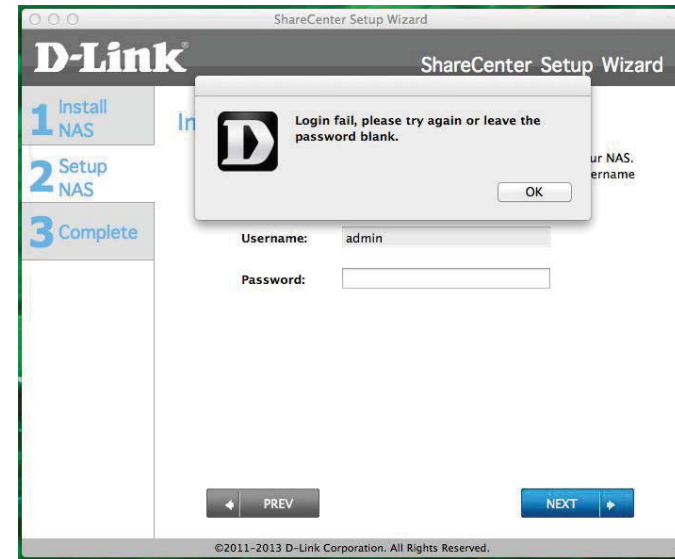 ShareCenter Setup Wizard
D-Link
ShareCenter Setup Wizard
1 Install
NAS
2 Setup
NAS
3 Complete
In
Login fail, please try again or leave the
password blank.
OK
ur NAS.
ername
Username:
admin
Password:
PREV
NEXT
©2011-2013 D-Link Corporation. All Rights Reserved.